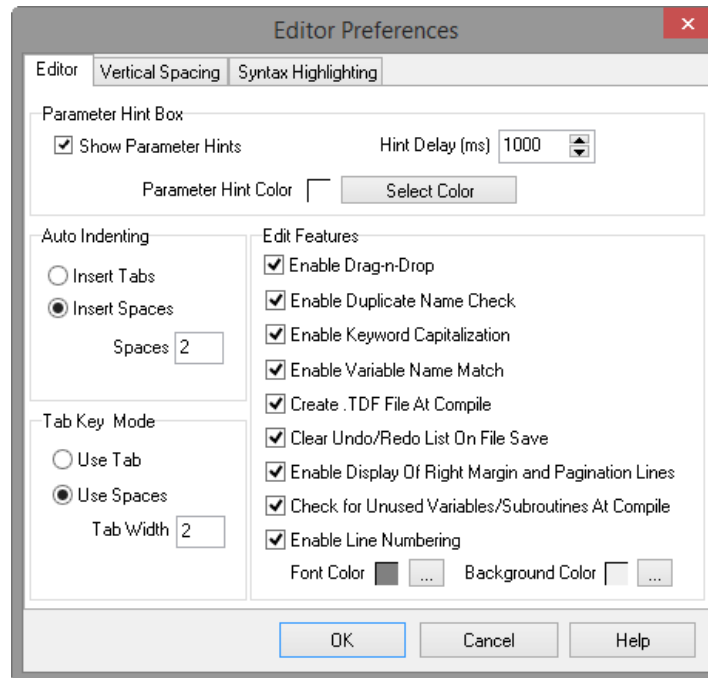 Editor Preferences
Editor Vertical Spacing Syntax Highlighting
Parameter Hint Box
Show Parameter Hints Hint Delay (ms) 1000
Parameter Hint Color Select Color
Auto Indenting
Insert Tabs
Insert Spaces
Spaces 2
Tab Key Mode
Use Tab
Use Spaces
Tab Width 2
Edit Features
Enable Drag-n-Drop
Enable Duplicate Name Check
Enable Keyword Capitalization
Enable Variable Name Match
Create .TDF File At Compile
Clear Undo/Redo List On File Save
Enable Display Of Right Margin and Pagination Lines
Check for Unused Variables/Subroutines At Compile
Enable Line Numbering
Font Color ... Background Color ...
OK Cancel Help